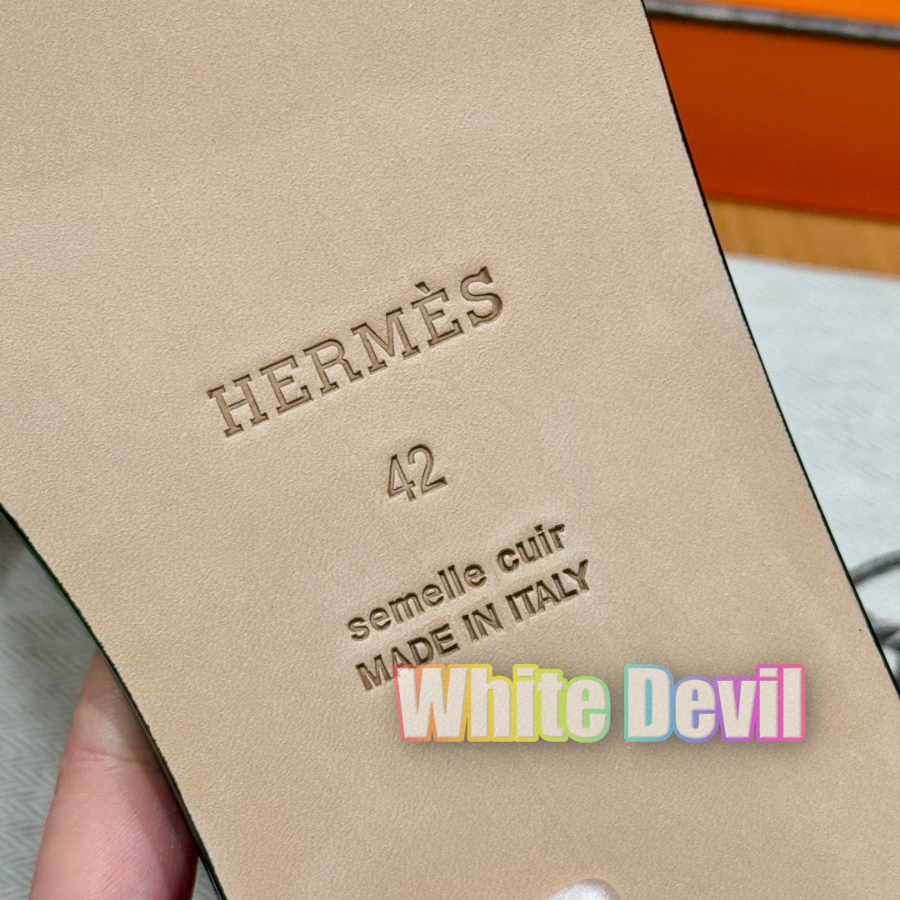 HERMÈS
42
semelle cuir
MADE IN ITALY
White Devil